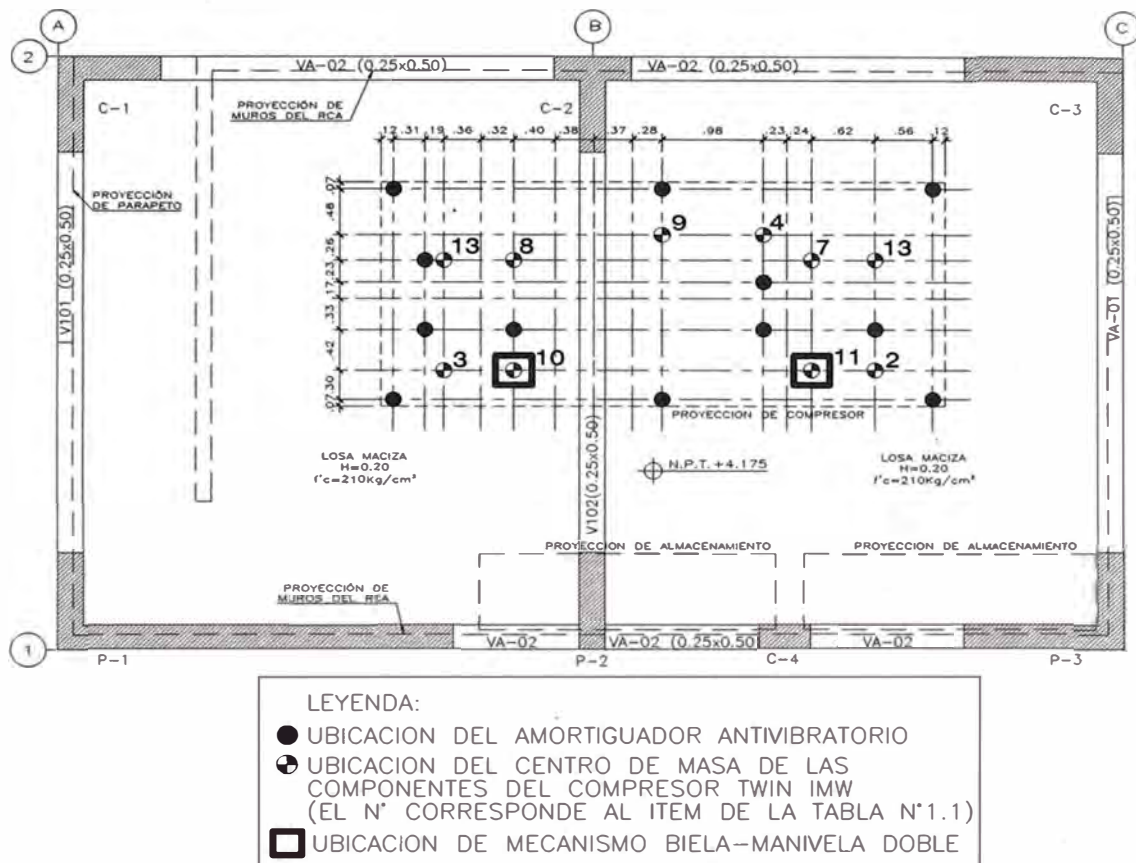 A
B
C
2
VA-02 (0.25x0.50)
VA-02 (0.25x0.50)
C-1
PROYECCIÓN DE
MUROS DEL RCA
C-2
C-3
.12 .31 .19 .36 .32 .40 .38 .37 .28 .98 .23 .24 .62 .56 .12
PROYECCIÓN
DE PARAPETO
V101 (0.25x0.50)
VA-01 (0.25x0.50)
.07
.48
.26
.23
.17
.33
.42
.30
.07
9
4
13
8
7
13
3
10
11
2
PROYECCION DE COMPRESOR
LOSA MACIZA
H=0.20
f'c=210Kg/cm²
N.P.T. +4.175
LOSA MACIZA
H=0.20
f'c=210Kg/cm²
V102(0.25x0.50)
PROYECCION DE ALMACENAMIENTO
PROYECCION DE ALMACENAMIENTO
PROYECCIÓN DE
MUROS DEL REA
1
VA-02
VA-02 (0.25x0.50)
VA-02
P-1
P-2
C-4
P-3
LEYENDA:
UBICACION DEL AMORTIGUADOR ANTIVIBRATORIO
UBICACION DEL CENTRO DE MASA DE LAS
COMPONENTES DEL COMPRESOR TWIN IMW
(EL N° CORRESPONDE AL ITEM DE LA TABLA N°1.1)
UBICACION DE MECANISMO BIELA-MANIVELA DOBLE